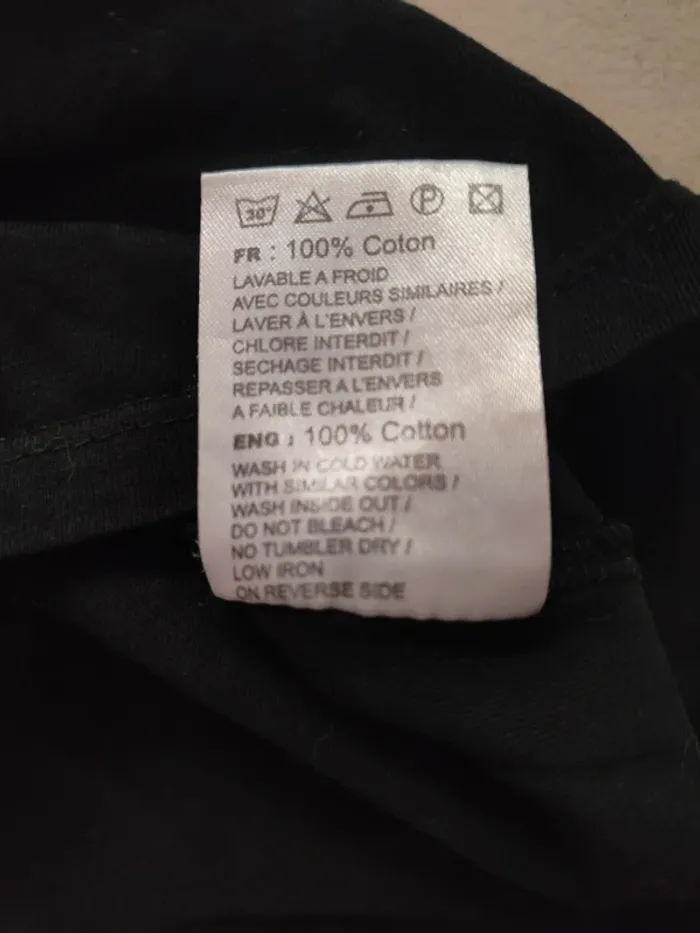 30°
P
FR : 100% Coton
LAVABLE A FROID
AVEC COULEURS SIMILAIRES /
LAVER À L'ENVERS /
CHLORE INTERDIT /
SECHAGE INTERDIT /
REPASSER A L'ENVERS
A FAIBLE CHALEUR /
ENG : 100% Cotton
WASH IN COLD WATER
WITH SIMILAR COLORS /
WASH INSIDE OUT /
DO NOT BLEACH /
NO TUMBLER DRY /
LOW IRON
ON REVERSE SIDE